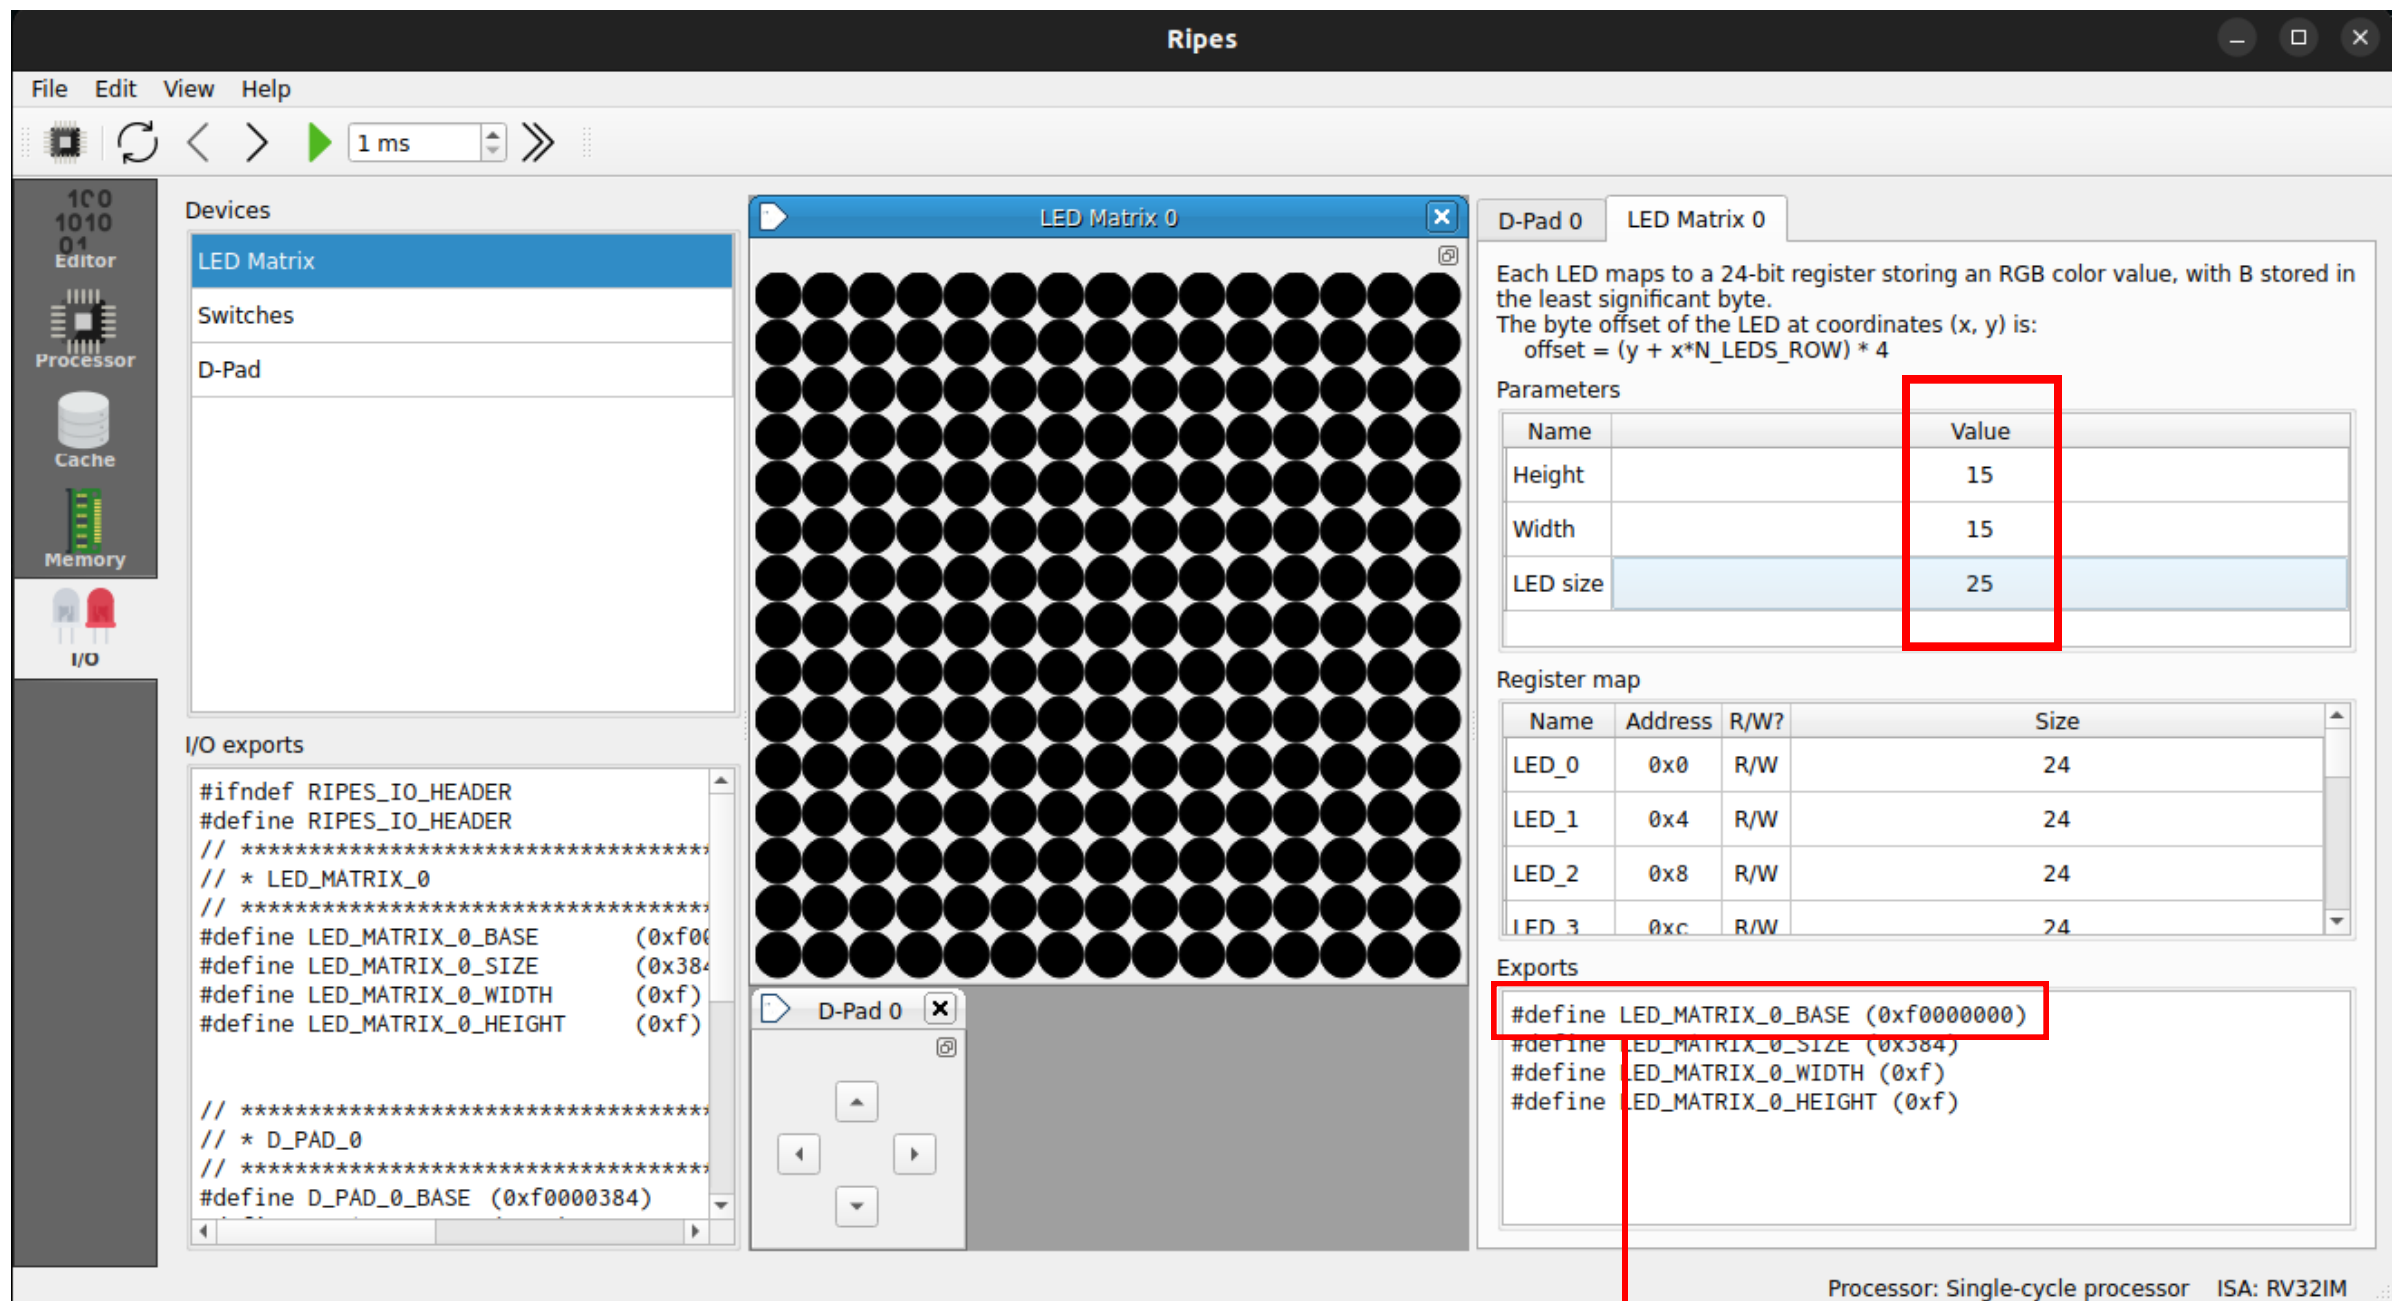 Ripes
File Edit View Help
1 ms
Editor
Processor
Cache
Memory
I/O
Devices
LED Matrix
Switches
D-Pad
I/O exports
#ifndef RIPES_IO_HEADER
#define RIPES_IO_HEADER
// ***********************************
// * LED_MATRIX_0
// ***********************************
#define LED_MATRIX_0_BASE (0xf00
#define LED_MATRIX_0_SIZE (0x384
#define LED_MATRIX_0_WIDTH (0xf)
#define LED_MATRIX_0_HEIGHT (0xf)
// ***********************************
// * D_PAD_0
// ***********************************
#define D_PAD_0_BASE (0xf0000384)
LED Matrix 0
D-Pad 0
D-Pad 0 LED Matrix 0
Each LED maps to a 24-bit register storing an RGB color value, with B stored in
the least significant byte.
The byte offset of the LED at coordinates (x, y) is:
offset = (y + x*N_LEDS_ROW) * 4
Parameters
Name Value
Height 15
Width 15
LED size 25
Register map
Name Address R/W? Size
LED_0 0x0 R/W 24
LED_1 0x4 R/W 24
LED_2 0x8 R/W 24
LED_3 0xc R/W 24
Exports
#define LED_MATRIX_0_BASE (0xf0000000)
#define LED_MATRIX_0_SIZE (0x384)
#define LED_MATRIX_0_WIDTH (0xf)
#define LED_MATRIX_0_HEIGHT (0xf)
Processor: Single-cycle processor ISA: RV32IM